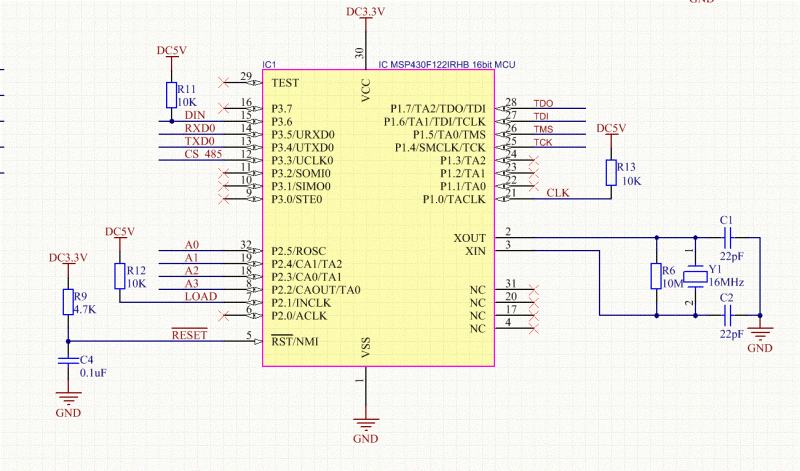 GND
DC3.3V
30
IC1
IC MSP430F122IRHB 16bit MCU
VCC
DC5V
R11
10K
29
TEST
16
P3.7
DIN
15
P3.6
RXD0
14
P3.5/URXD0
TXD0
13
P3.4/UTXD0
CS_485
12
P3.3/UCLK0
11
P3.2/SOMI0
10
P3.1/SIMO0
9
P3.0/STE0
P1.7/TA2/TDO/TDI
28
TDO
P1.6/TA1/TDI/TCLK
27
TDI
P1.5/TA0/TMS
26
TMS
P1.4/SMCLK/TCK
25
TCK
P1.3/TA2
24
P1.2/TA1
23
P1.1/TA0
22
P1.0/TACLK
21
CLK
DC5V
R13
10K
DC5V
R12
10K
A0
32
P2.5/ROSC
A1
19
P2.4/CA1/TA2
A2
18
P2.3/CA0/TA1
A3
8
P2.2/CAOUT/TA0
LOAD
7
P2.1/INCLK
6
P2.0/ACLK
RESET
5
RST/NMI
XOUT
2
XIN
3
NC
31
NC
20
NC
17
NC
4
C1
22pF
R6
10M
1
Y1
16MHz
2
C2
22pF
GND
DC3.3V
R9
4.7K
C4
0.1uF
GND
VSS
1
GND